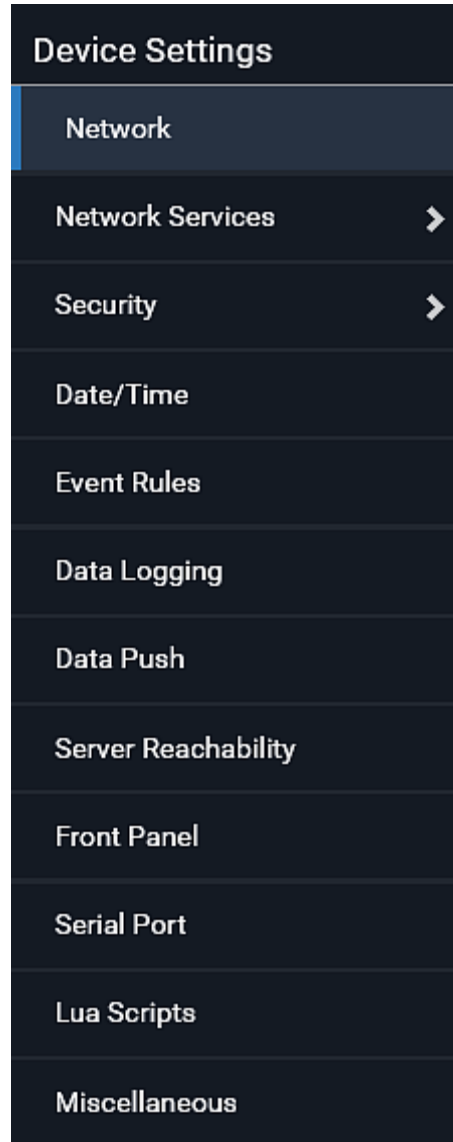 Device Settings
Network
Network Services
Security
Date/Time
Event Rules
Data Logging
Data Push
Server Reachability
Front Panel
Serial Port
Lua Scripts
Miscellaneous